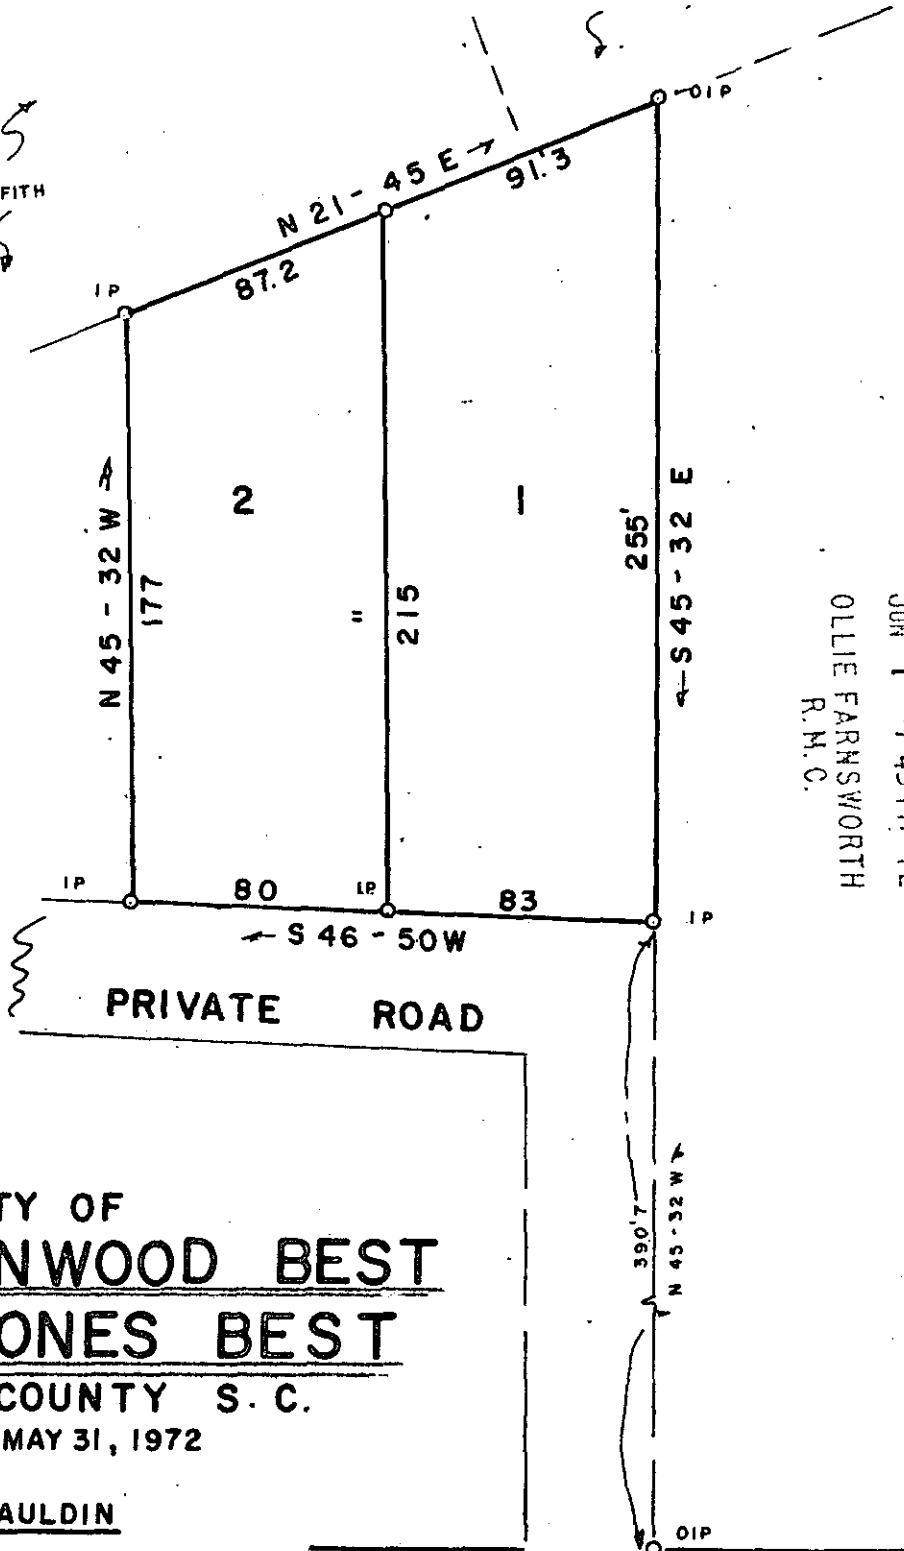 OIP
N 21 - 45 E
91.'3
FITH
87.2
IP
2
1
N 45 - 32 W
177
"
215
255'
S 45 - 32 E
OLLIE FARNSWORTH
R.M.C.
IP
80
I.P.
83
IP
S 46 - 50 W
PRIVATE ROAD
390.'7
N 45 - 32 W
TY OF
NWOOD BEST
ONES BEST
COUNTY S. C.
MAY 31, 1972
AULDIN
OIP